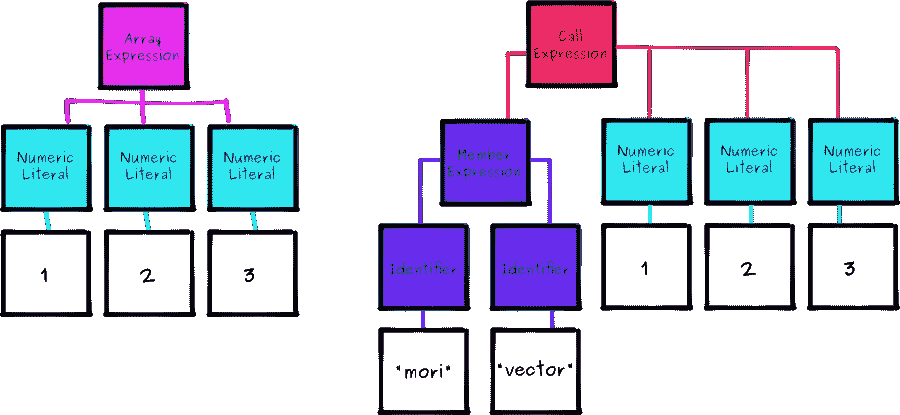 Array
Expression
Numeric
Literal
Numeric
Literal
Numeric
Literal
1
2
3
Call
Expression
Member
Expression
Numeric
Literal
Numeric
Literal
Numeric
Literal
Identifier
Identifier
1
2
3
"mori"
"vector"